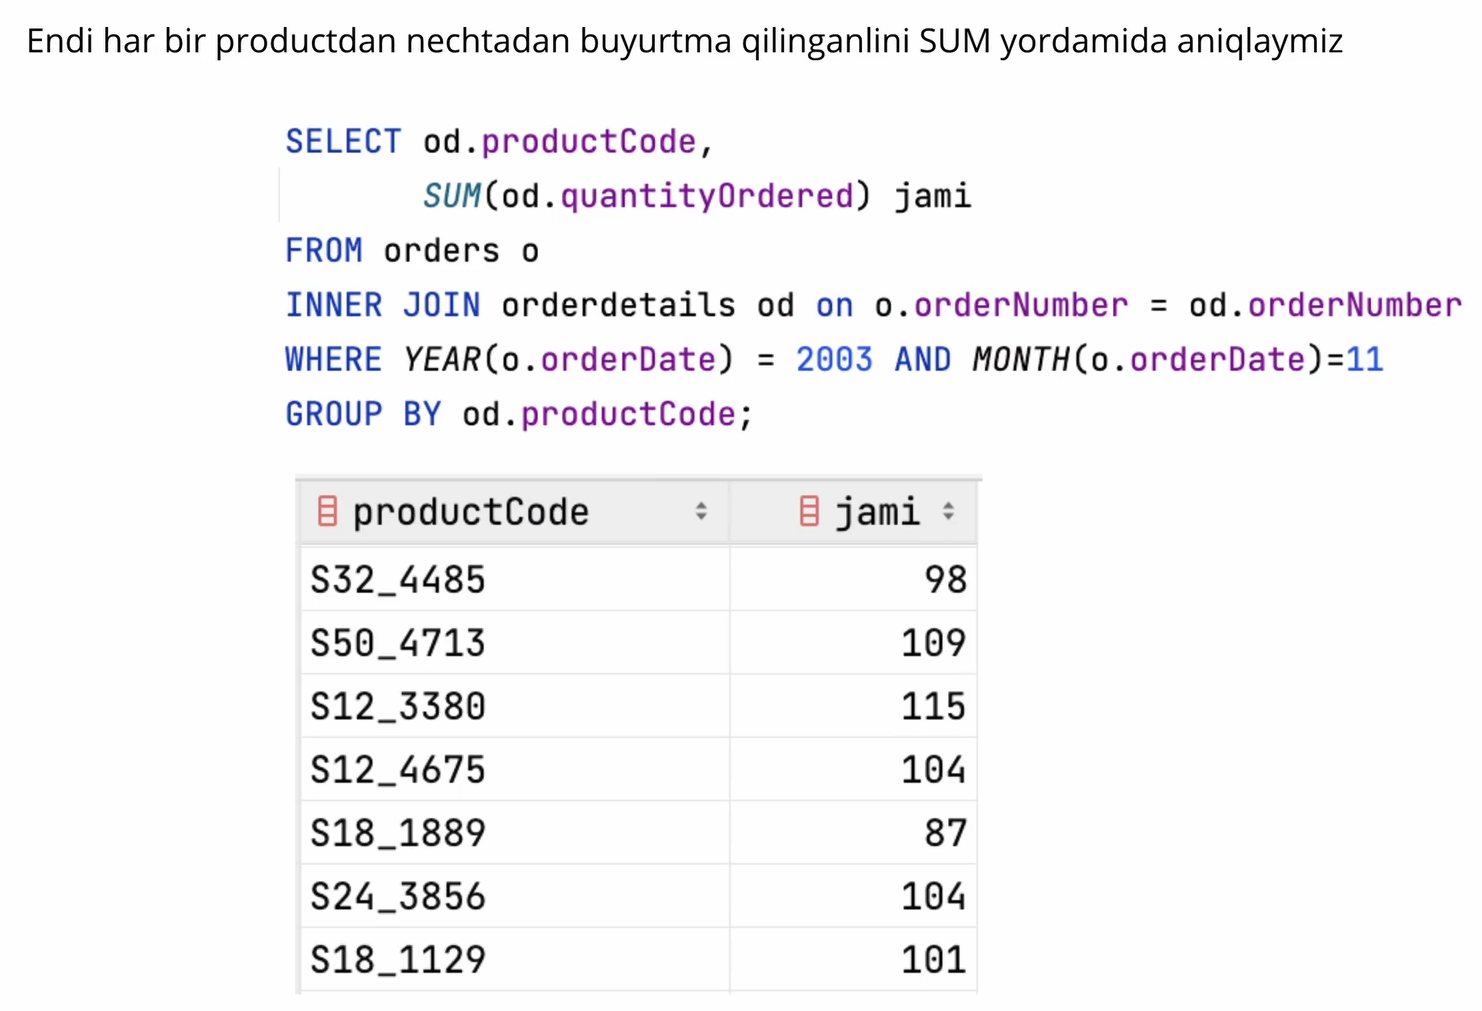 Endi har bir productdan nechtadan buyurtma qilinganlini SUM yordamida aniqlaymiz
SELECT od.productCode,
SUM(od.quantityOrdered) jami
FROM orders o
INNER JOIN orderdetails od on o.orderNumber = od.orderNumber
WHERE YEAR(o.orderDate) = 2003 AND MONTH(o.orderDate)=11
GROUP BY od.productCode;
productCode jami
S32_4485 98
S50_4713 109
S12_3380 115
S12_4675 104
S18_1889 87
S24_3856 104
S18_1129 101